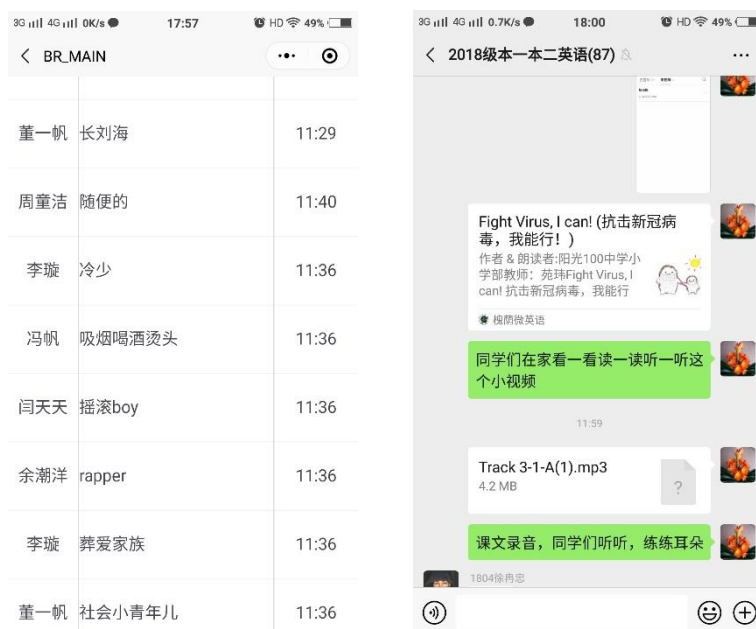 3G 4G 0K/s 17:57 HD 49%
BR_MAIN
董一帆 长刘海 11:29
周童洁 随便的 11:40
李璇 冷少 11:36
冯帆 吸烟喝酒烫头 11:36
闫天天 摇滚boy 11:36
余潮洋 rapper 11:36
李璇 葬爱家族 11:36
董一帆 社会小青年儿 11:36
3G 4G 0.7K/s 18:00 HD 49%
2018级本一本二英语(87)
Fight Virus, I can! (抗击新冠病
毒，我能行！)
作者 & 朗读者:阳光100中学小
学部教师：苑玮Fight Virus, I
can! 抗击新冠病毒，我能行
槐荫微英语
同学们在家看一看读一读听一听这
个小视频
11:59
Track 3-1-A(1).mp3
4.2 MB
?
课文录音，同学们听听，练练耳朵
1804徐冉忠